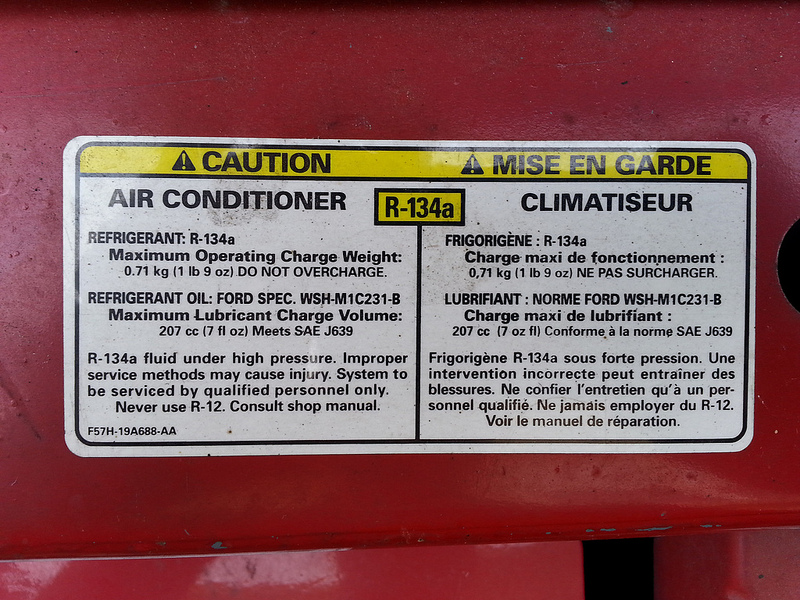 CAUTION
MISE EN GARDE
AIR CONDITIONER
R-134a
CLIMATISEUR
REFRIGERANT: R-134a
Maximum Operating Charge Weight:
0.71 kg (1 lb 9 oz) DO NOT OVERCHARGE.
REFRIGERANT OIL: FORD SPEC. WSH-M1C231-B
Maximum Lubricant Charge Volume:
207 cc (7 fl oz) Meets SAE J639
R-134a fluid under high pressure. Improper
service methods may cause injury. System to
be serviced by qualified personnel only.
Never use R-12. Consult shop manual.
F57H-19A688-AA
FRIGORIGÈNE : R-134a
Charge maxi de fonctionnement :
0,71 kg (1 lb 9 oz) NE PAS SURCHARGER.
LUBRIFIANT : NORME FORD WSH-M1C231-B
Charge maxi de lubrifiant :
207 cc (7 oz fl) Conforme à la norme SAE J639
Frigorigène R-134a sous forte pression. Une
intervention incorrecte peut entraîner des
blessures. Ne confier l'entretien qu'à un per-
sonnel qualifié. Ne jamais employer du R-12.
Voir le manuel de réparation.